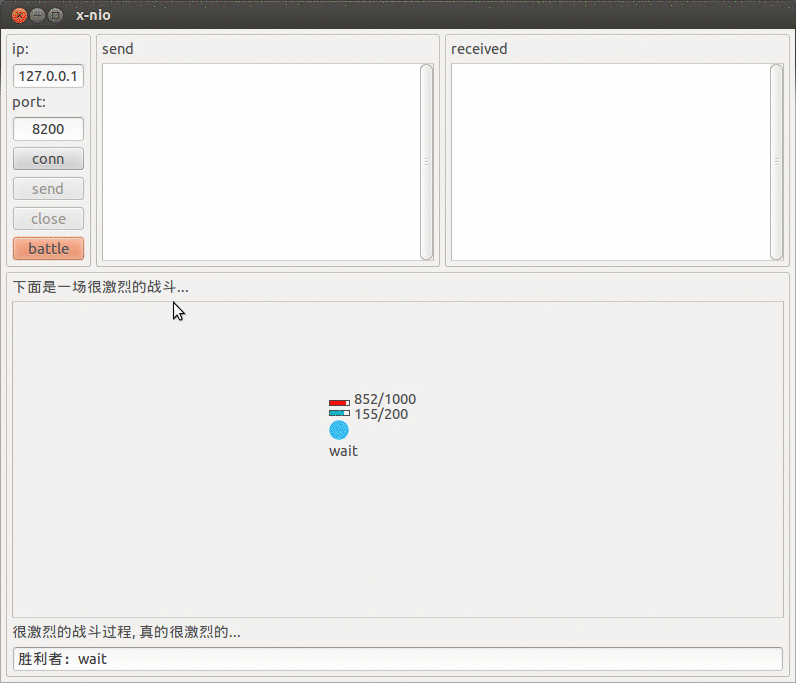 x-nio
ip:
127.0.0.1
port:
8200
conn
send
close
battle
send
received
下面是一场很激烈的战斗...
852/1000
155/200
wait
很激烈的战斗过程, 真的很激烈的...
胜利者：wait